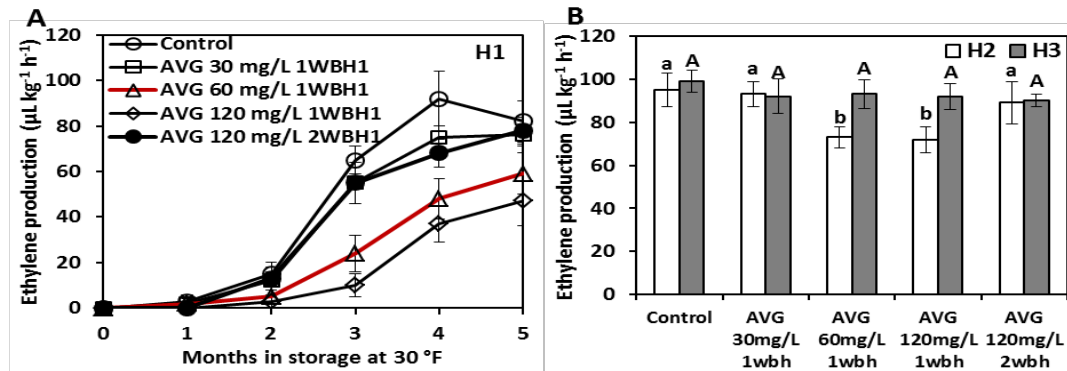 A
Ethylene production (µL kg-1 h-1)
120
100
80
60
40
20
0
Control
AVG 30 mg/L 1WBH1
AVG 60 mg/L 1WBH1
AVG 120 mg/L 1WBH1
AVG 120 mg/L 2WBH1
H1
0 1 2 3 4 5
Months in storage at 30 °F
B
Ethylene production (µL kg-1 h-1)
120
100
80
60
40
20
0
H2 H3
a A a A b A b A a A
Control AVG AVG AVG AVG
30mg/L 60mg/L 120mg/L 120mg/L
1wbh 1wbh 1wbh 2wbh